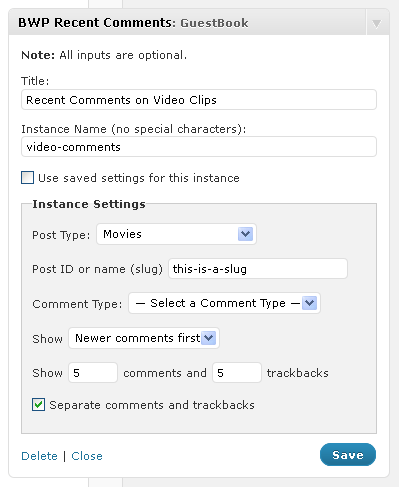 BWP Recent Comments: GuestBook
Note: All inputs are optional.
Title:
Recent Comments on Video Clips
Instance Name (no special characters):
video-comments
Use saved settings for this instance
Instance Settings
Post Type: Movies
Post ID or name (slug) this-is-a-slug
Comment Type: — Select a Comment Type —
Show Newer comments first
Show 5 comments and 5 trackbacks
Separate comments and trackbacks
Delete | Close Save